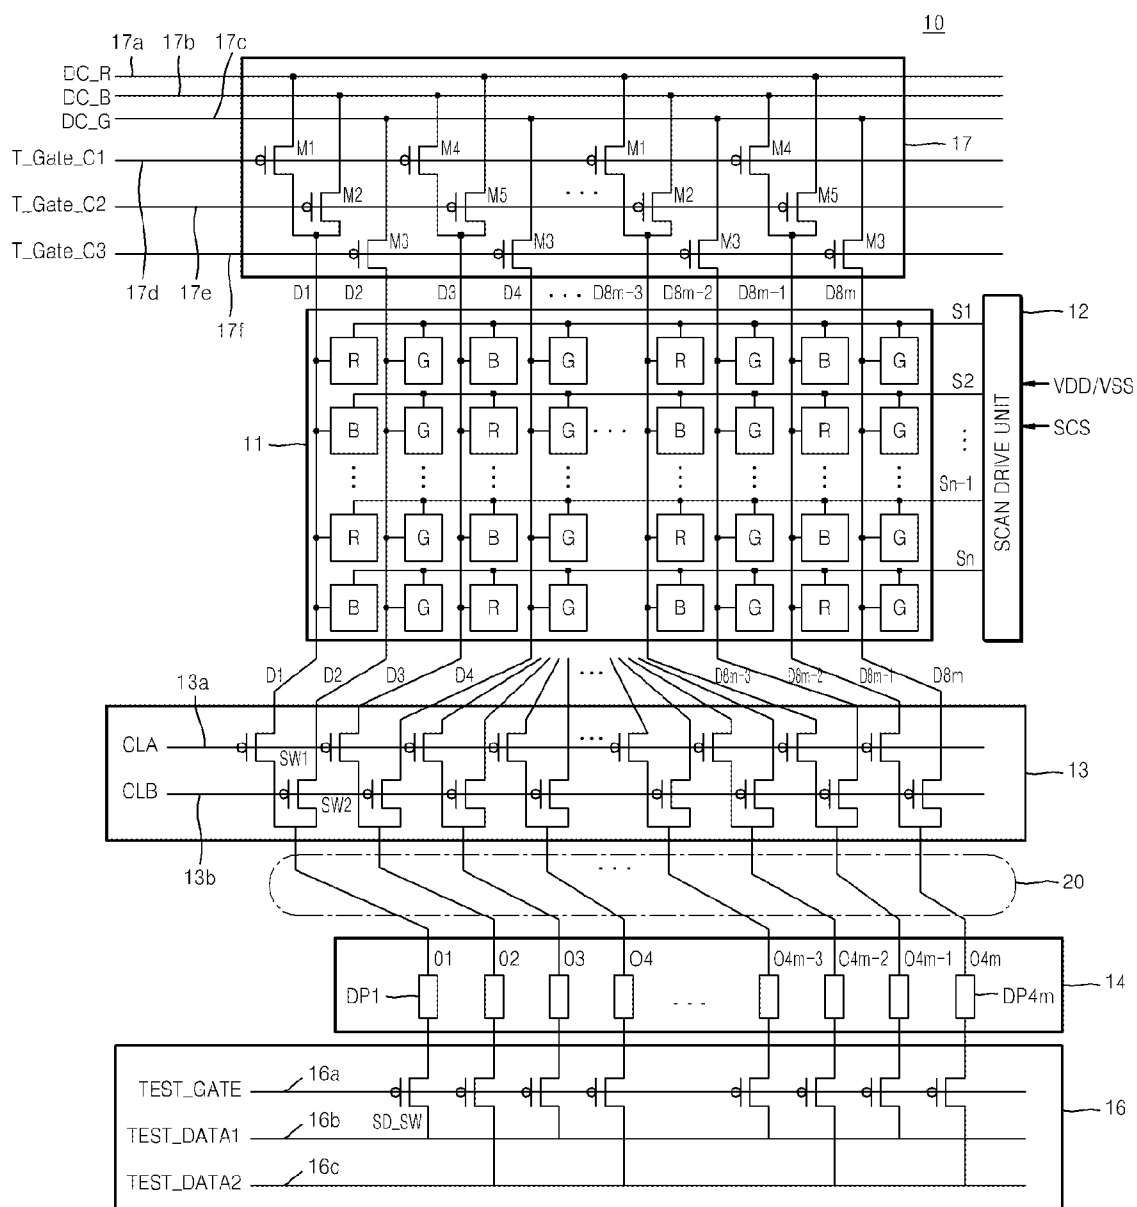 10
17a 17b 17c
DC_R
DC_B
DC_G
17
T_Gate_C1 M1 M4 M1 M4
T_Gate_C2 M2 M5 ... M2 M5
T_Gate_C3 M3 M3 M3 M3
17d 17e 17f
D1 D2 D3 D4 ... D8m-3 D8m-2 D8m-1 D8m
S1 12
R G B G R G B G
S2 VDD/VSS
11 B G R G ... B G R G
SCS
SCAN DRIVE UNIT
Sn-1
R G B G R G B G
Sn
B G R G B G R G
D1 D2 D3 D4 ... D8m-3 D8m-2 D8m-1 D8m
13a
CLA SW1 ...
13
CLB SW2
13b
... 20
O1 O2 O3 O4 O4m-3 O4m-2 O4m-1 O4m
DP1 ... DP4m 14
TEST_GATE 16a
16
SD_SW
TEST_DATA1 16b
TEST_DATA2 16c